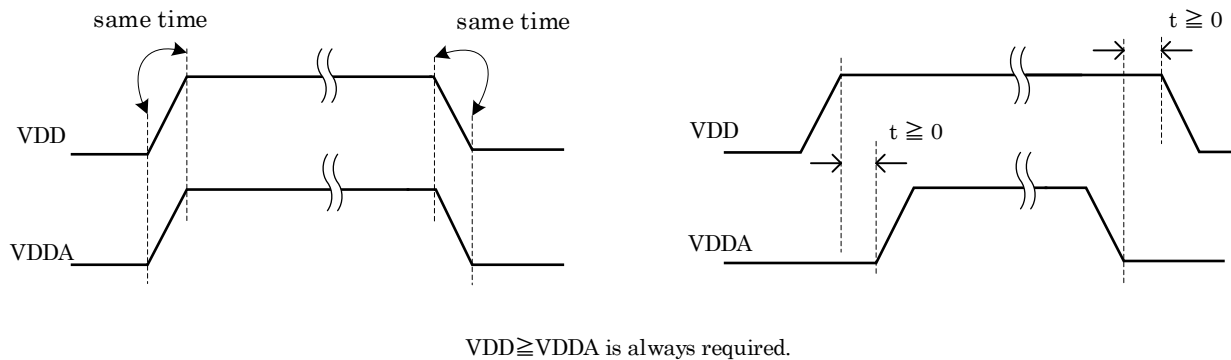 same time
same time
VDD
VDDA
t ≧ 0
t ≧ 0
VDD
VDDA
VDD≧VDDA is always required.